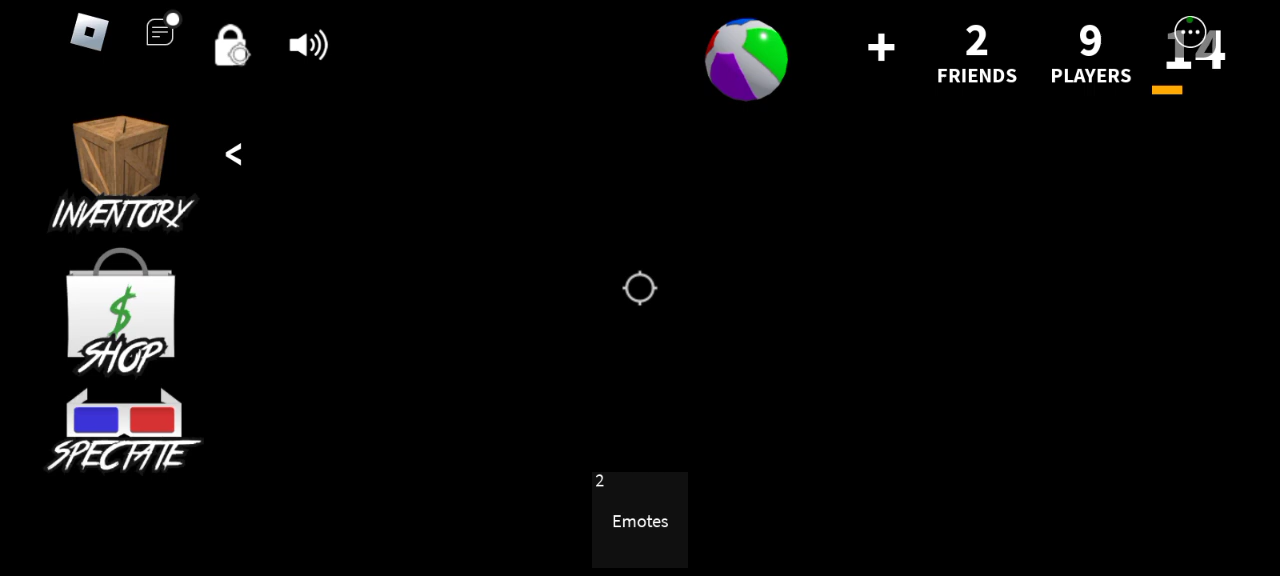 +
2
9
14
FRIENDS
PLAYERS
<
INVENTORY
$
SHOP
SPECTATE
2
Emotes